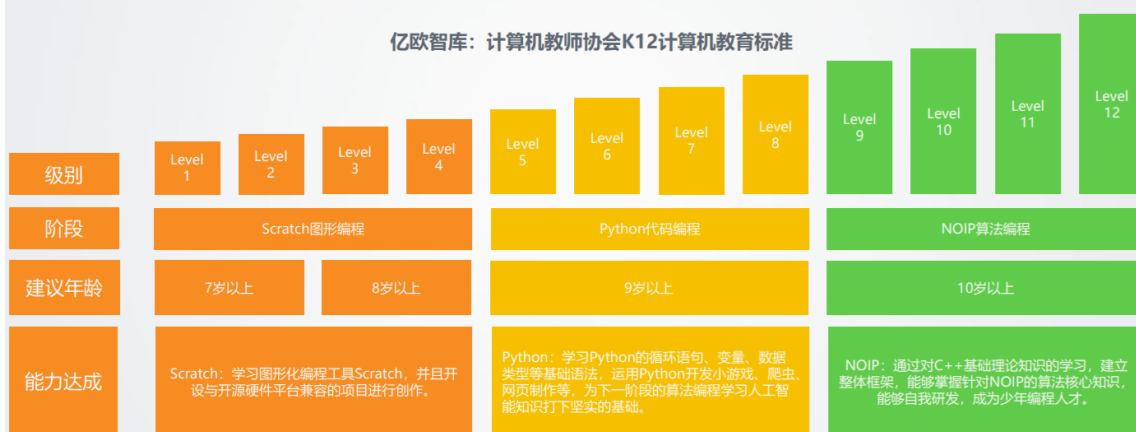 亿欧智库：计算机教师协会K12计算机教育标准
级别
Level
1
Level
2
Level
3
Level
4
Level
5
Level
6
Level
7
Level
8
Level
9
Level
10
Level
11
Level
12
阶段
Scratch图形编程
Python代码编程
NOIP算法编程
建议年龄
7岁以上
8岁以上
9岁以上
10岁以上
能力达成
Scratch：学习图形化编程工具Scratch，并且开
设与开源硬件平台兼容的项目进行创作。
Python：学习Python的循环语句、变量、数据
类型等基础语法，运用Python开发小游戏、爬虫、
网页制作等，为下一阶段的算法编程学习人工智
能知识打下坚实的基础。
NOIP：通过对C++基础理论知识的学习，建立
整体框架，能够掌握针对NOIP的算法核心知识，
能够自我研发，成为少年编程人才。